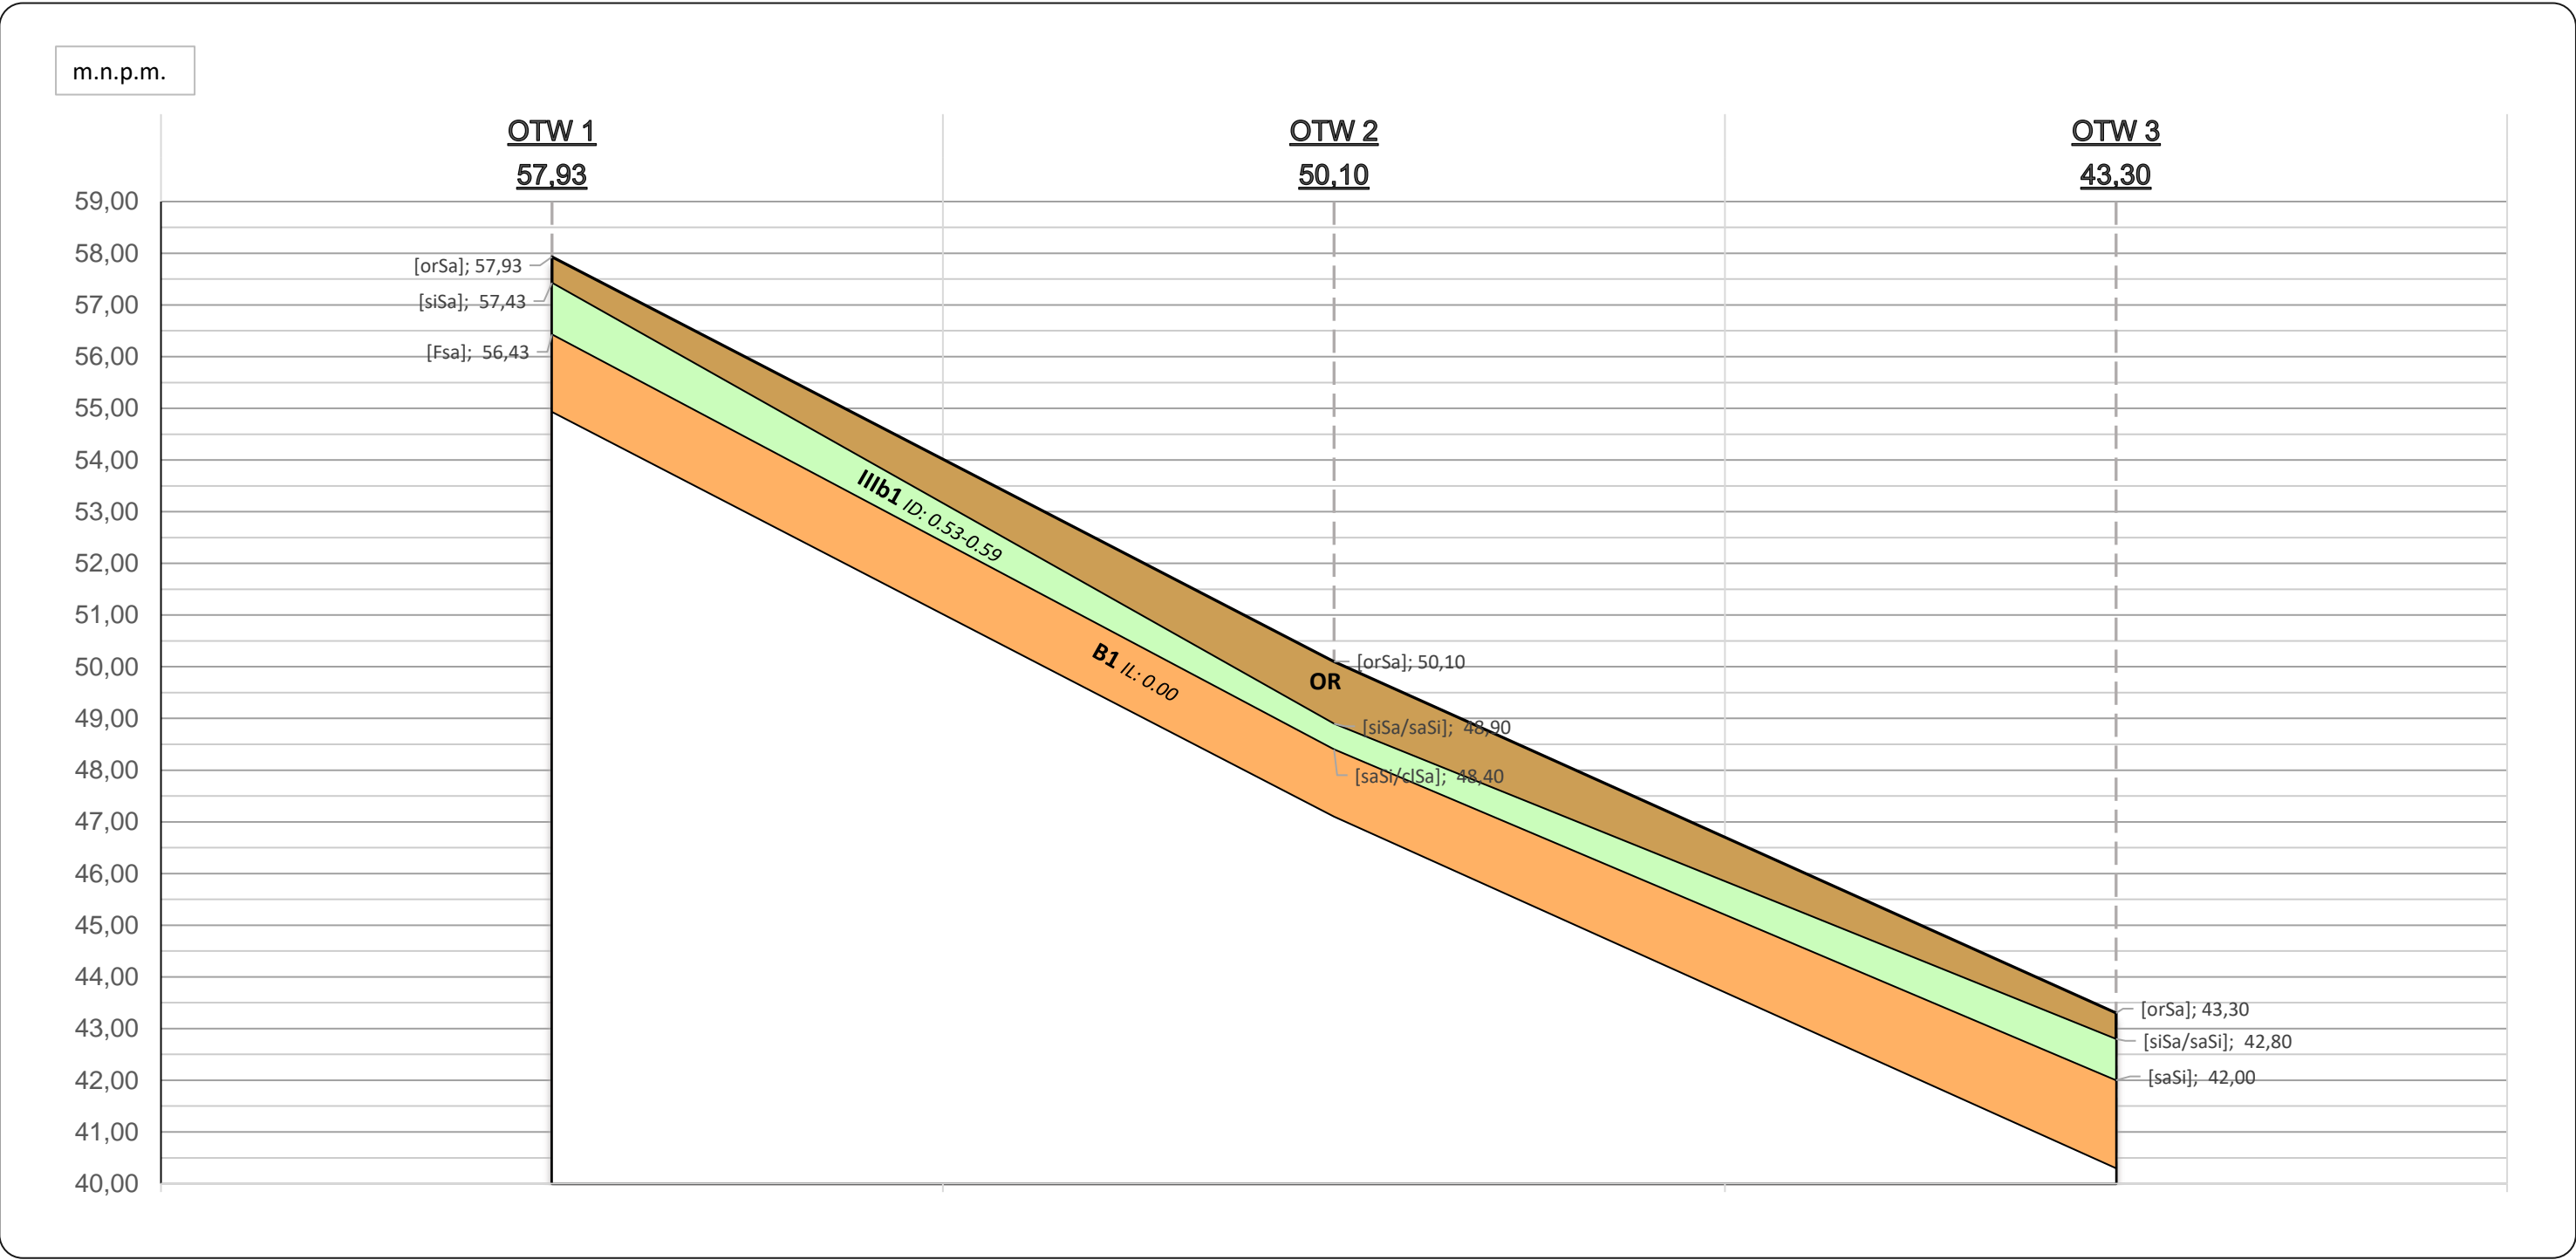 m.n.p.m.
OTW 1
OTW 2
OTW 3
57,93
50,10
43,30
59,00
58,00
57,00
56,00
55,00
54,00
53,00
52,00
51,00
50,00
49,00
48,00
47,00
46,00
45,00
44,00
43,00
42,00
41,00
40,00
[orSa]; 57,93
[siSa];  57,43
[Fsa];  56,43
IIIb1 ID: 0.53-0.59
B1 IL: 0.00
[orSa]; 50,10
OR
[siSa/saSi];  48,90
[saSi/clSa];  48,40
[orSa]; 43,30
[siSa/saSi];  42,80
[saSi];  42,00